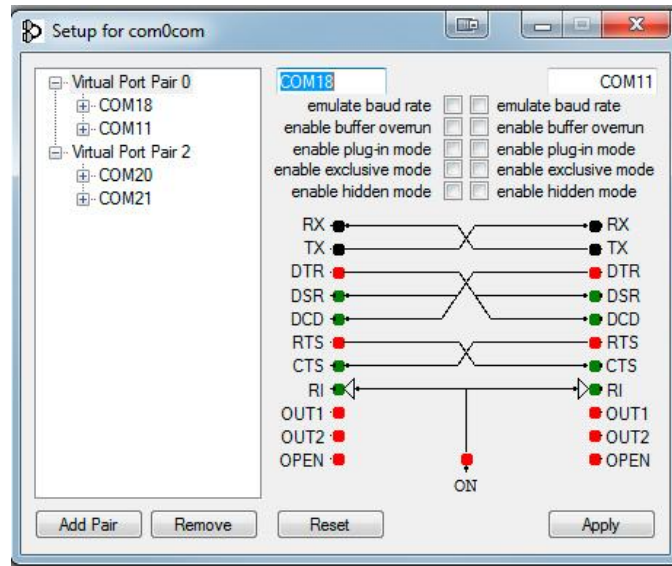 Setup for com0com
Virtual Port Pair 0
COM18
COM11
Virtual Port Pair 2
COM20
COM21
COM18 COM11
emulate baud rate emulate baud rate
enable buffer overrun enable buffer overrun
enable plug-in mode enable plug-in mode
enable exclusive mode enable exclusive mode
enable hidden mode enable hidden mode
RX RX
TX TX
DTR DTR
DSR DSR
DCD DCD
RTS RTS
CTS CTS
RI RI
OUT1 OUT1
OUT2 OUT2
OPEN OPEN
ON
Add Pair Remove Reset Apply